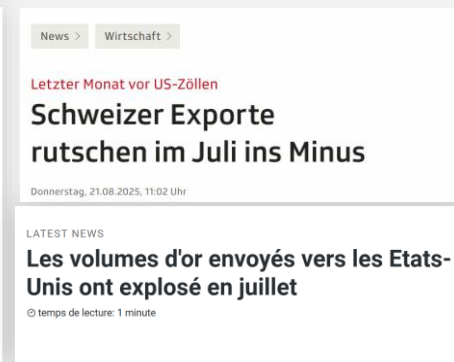 News > Wirtschaft >
Letzter Monat vor US-Zöllen
Schweizer Exporte
rutschen im Juli ins Minus
Donnerstag, 21.08.2025, 11:02 Uhr
LATEST NEWS
Les volumes d'or envoyés vers les Etats-
Unis ont explosé en juillet
temps de lecture: 1 minute